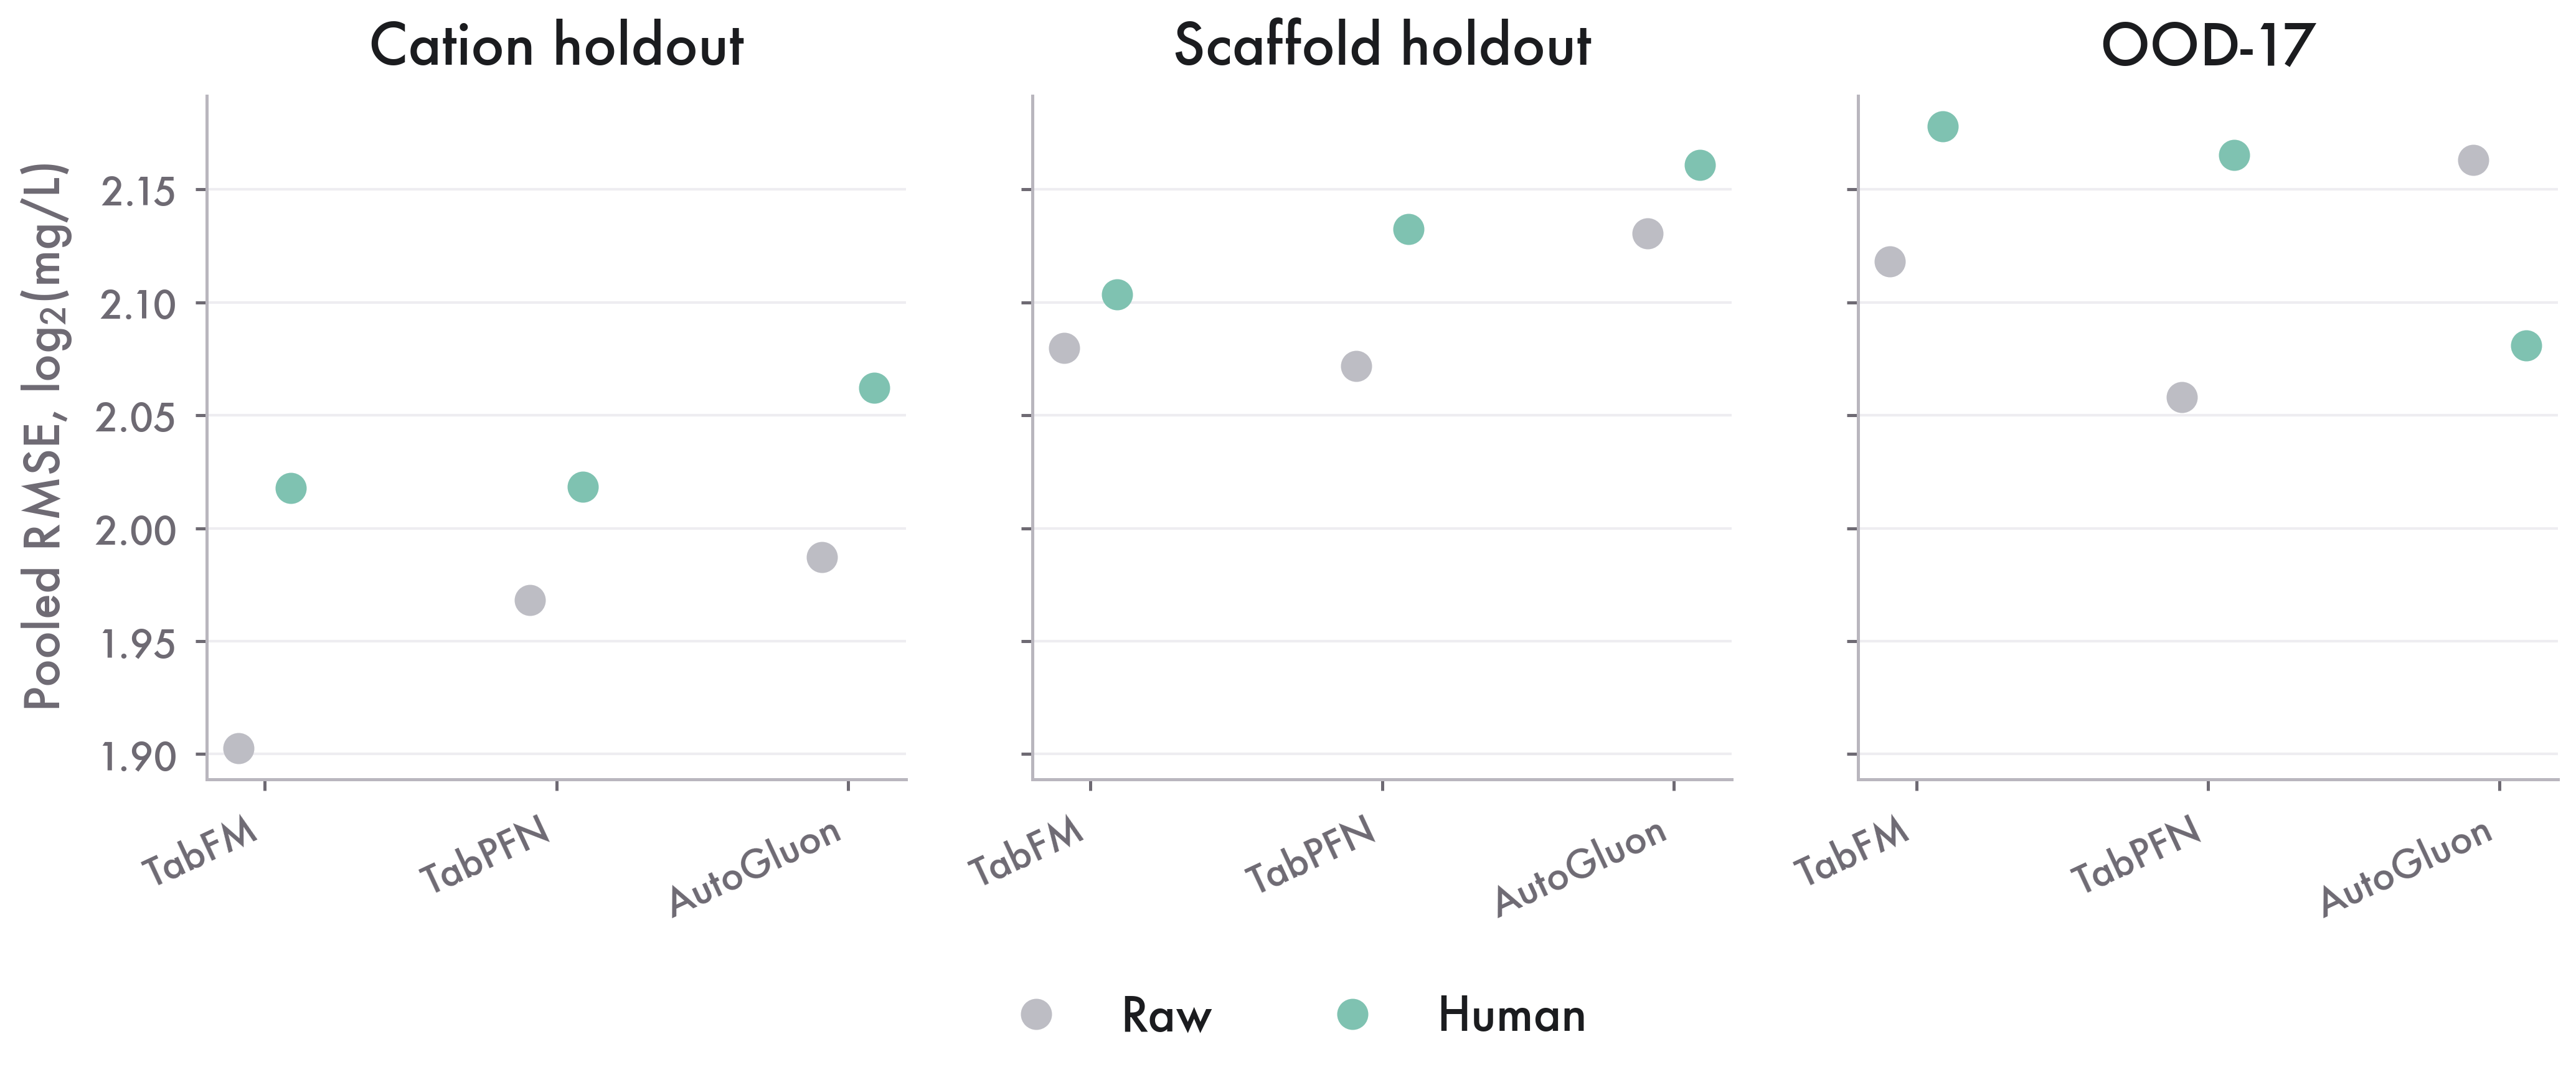 Cation holdout
Scaffold holdout
OOD-17
Pooled RMSE, log₂(mg/L)
2.15
2.10
2.05
2.00
1.95
1.90
TabFM
TabPFN
AutoGluon
TabFM
TabPFN
AutoGluon
TabFM
TabPFN
AutoGluon
Raw
Human